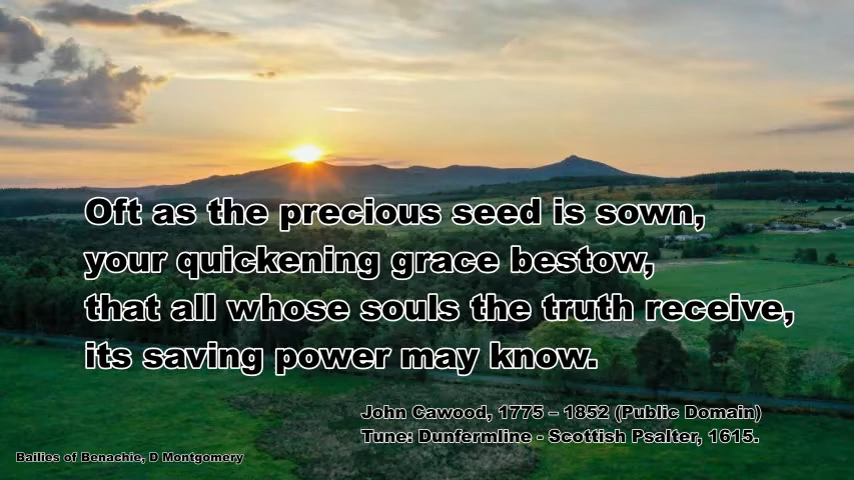 Oft as the precious seed is sown,
your quickening grace bestow,
that all whose souls the truth receive,
its saving power may know.
John Cawood, 1775 – 1852 (Public Domain)
Tune: Dunfermline - Scottish Psalter, 1615.
Bailies of Benachie, D Montgomery